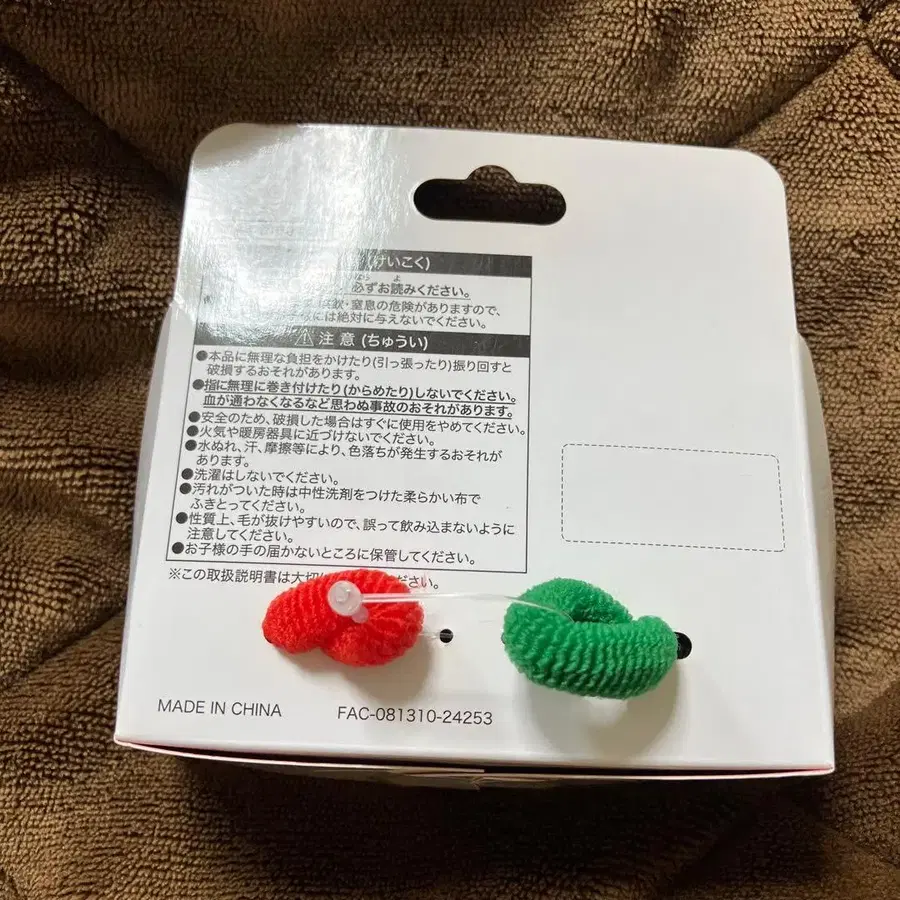 (けいこく)
必ずお読みください。
飲・窒息の危険がありますので、
には絶対に与えないでください。
注意 (ちゅうい)
●本品に無理な負担をかけたり(引っ張ったり)振り回すと
破損するおそれがあります。
●指に無理に巻き付けたり(からめたり)しないでください。
血が通わなくなるなど思わぬ事故のおそれがあります。
●安全のため、破損した場合はすぐに使用をやめてください。
●火気や暖房器具に近づけないでください。
●水ぬれ、汗、摩擦等により、色落ちが発生するおそれが
あります。
●洗濯はしないでください。
●汚れがついた時は中性洗剤をつけた柔らかい布で
ふきとってください。
●性質上、毛が抜けやすいので、誤って飲み込まないように
注意してください。
●お子様の手の届かないところに保管してください。
※この取扱説明書は大切に ださい。
MADE IN CHINA
FAC-081310-24253